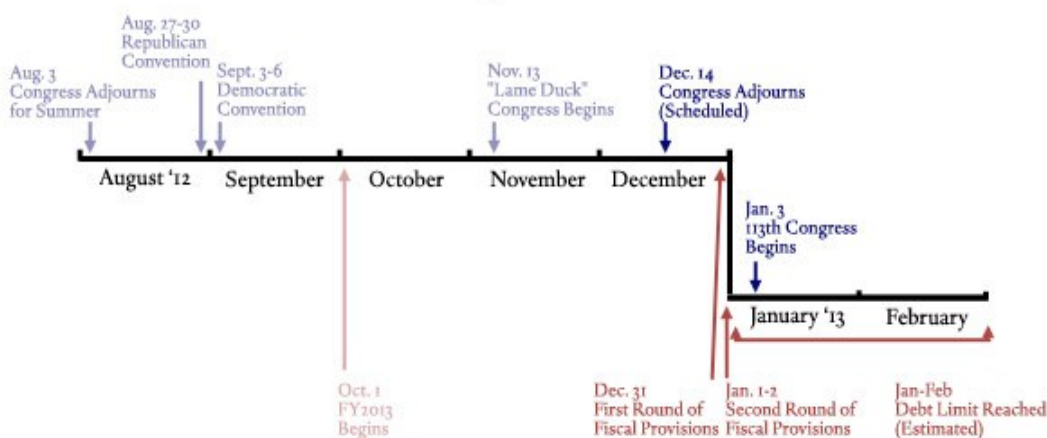 Aug. 3
Congress Adjourns
for Summer
Aug. 27-30
Republican
Convention
Sept. 3-6
Democratic
Convention
Nov. 13
"Lame Duck"
Congress Begins
Dec. 14
Congress Adjourns
(Scheduled)
August '12
September
October
November
December
Jan. 3
113th Congress
Begins
January '13
February
Oct. 1
FY2013
Begins
Dec. 31
First Round of
Fiscal Provisions
Jan. 1-2
Second Round of
Fiscal Provisions
Jan-Feb
Debt Limit Reached
(Estimated)